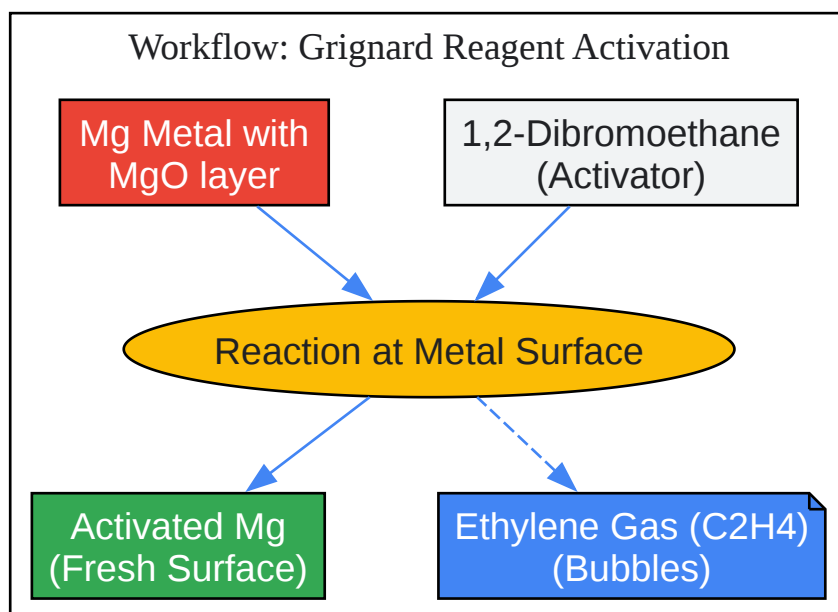 Workflow: Grignard Reagent Activation
Mg Metal with
MgO layer
1,2-Dibromoethane
(Activator)
Reaction at Metal Surface
Activated Mg
(Fresh Surface)
Ethylene Gas (C2H4)
(Bubbles)